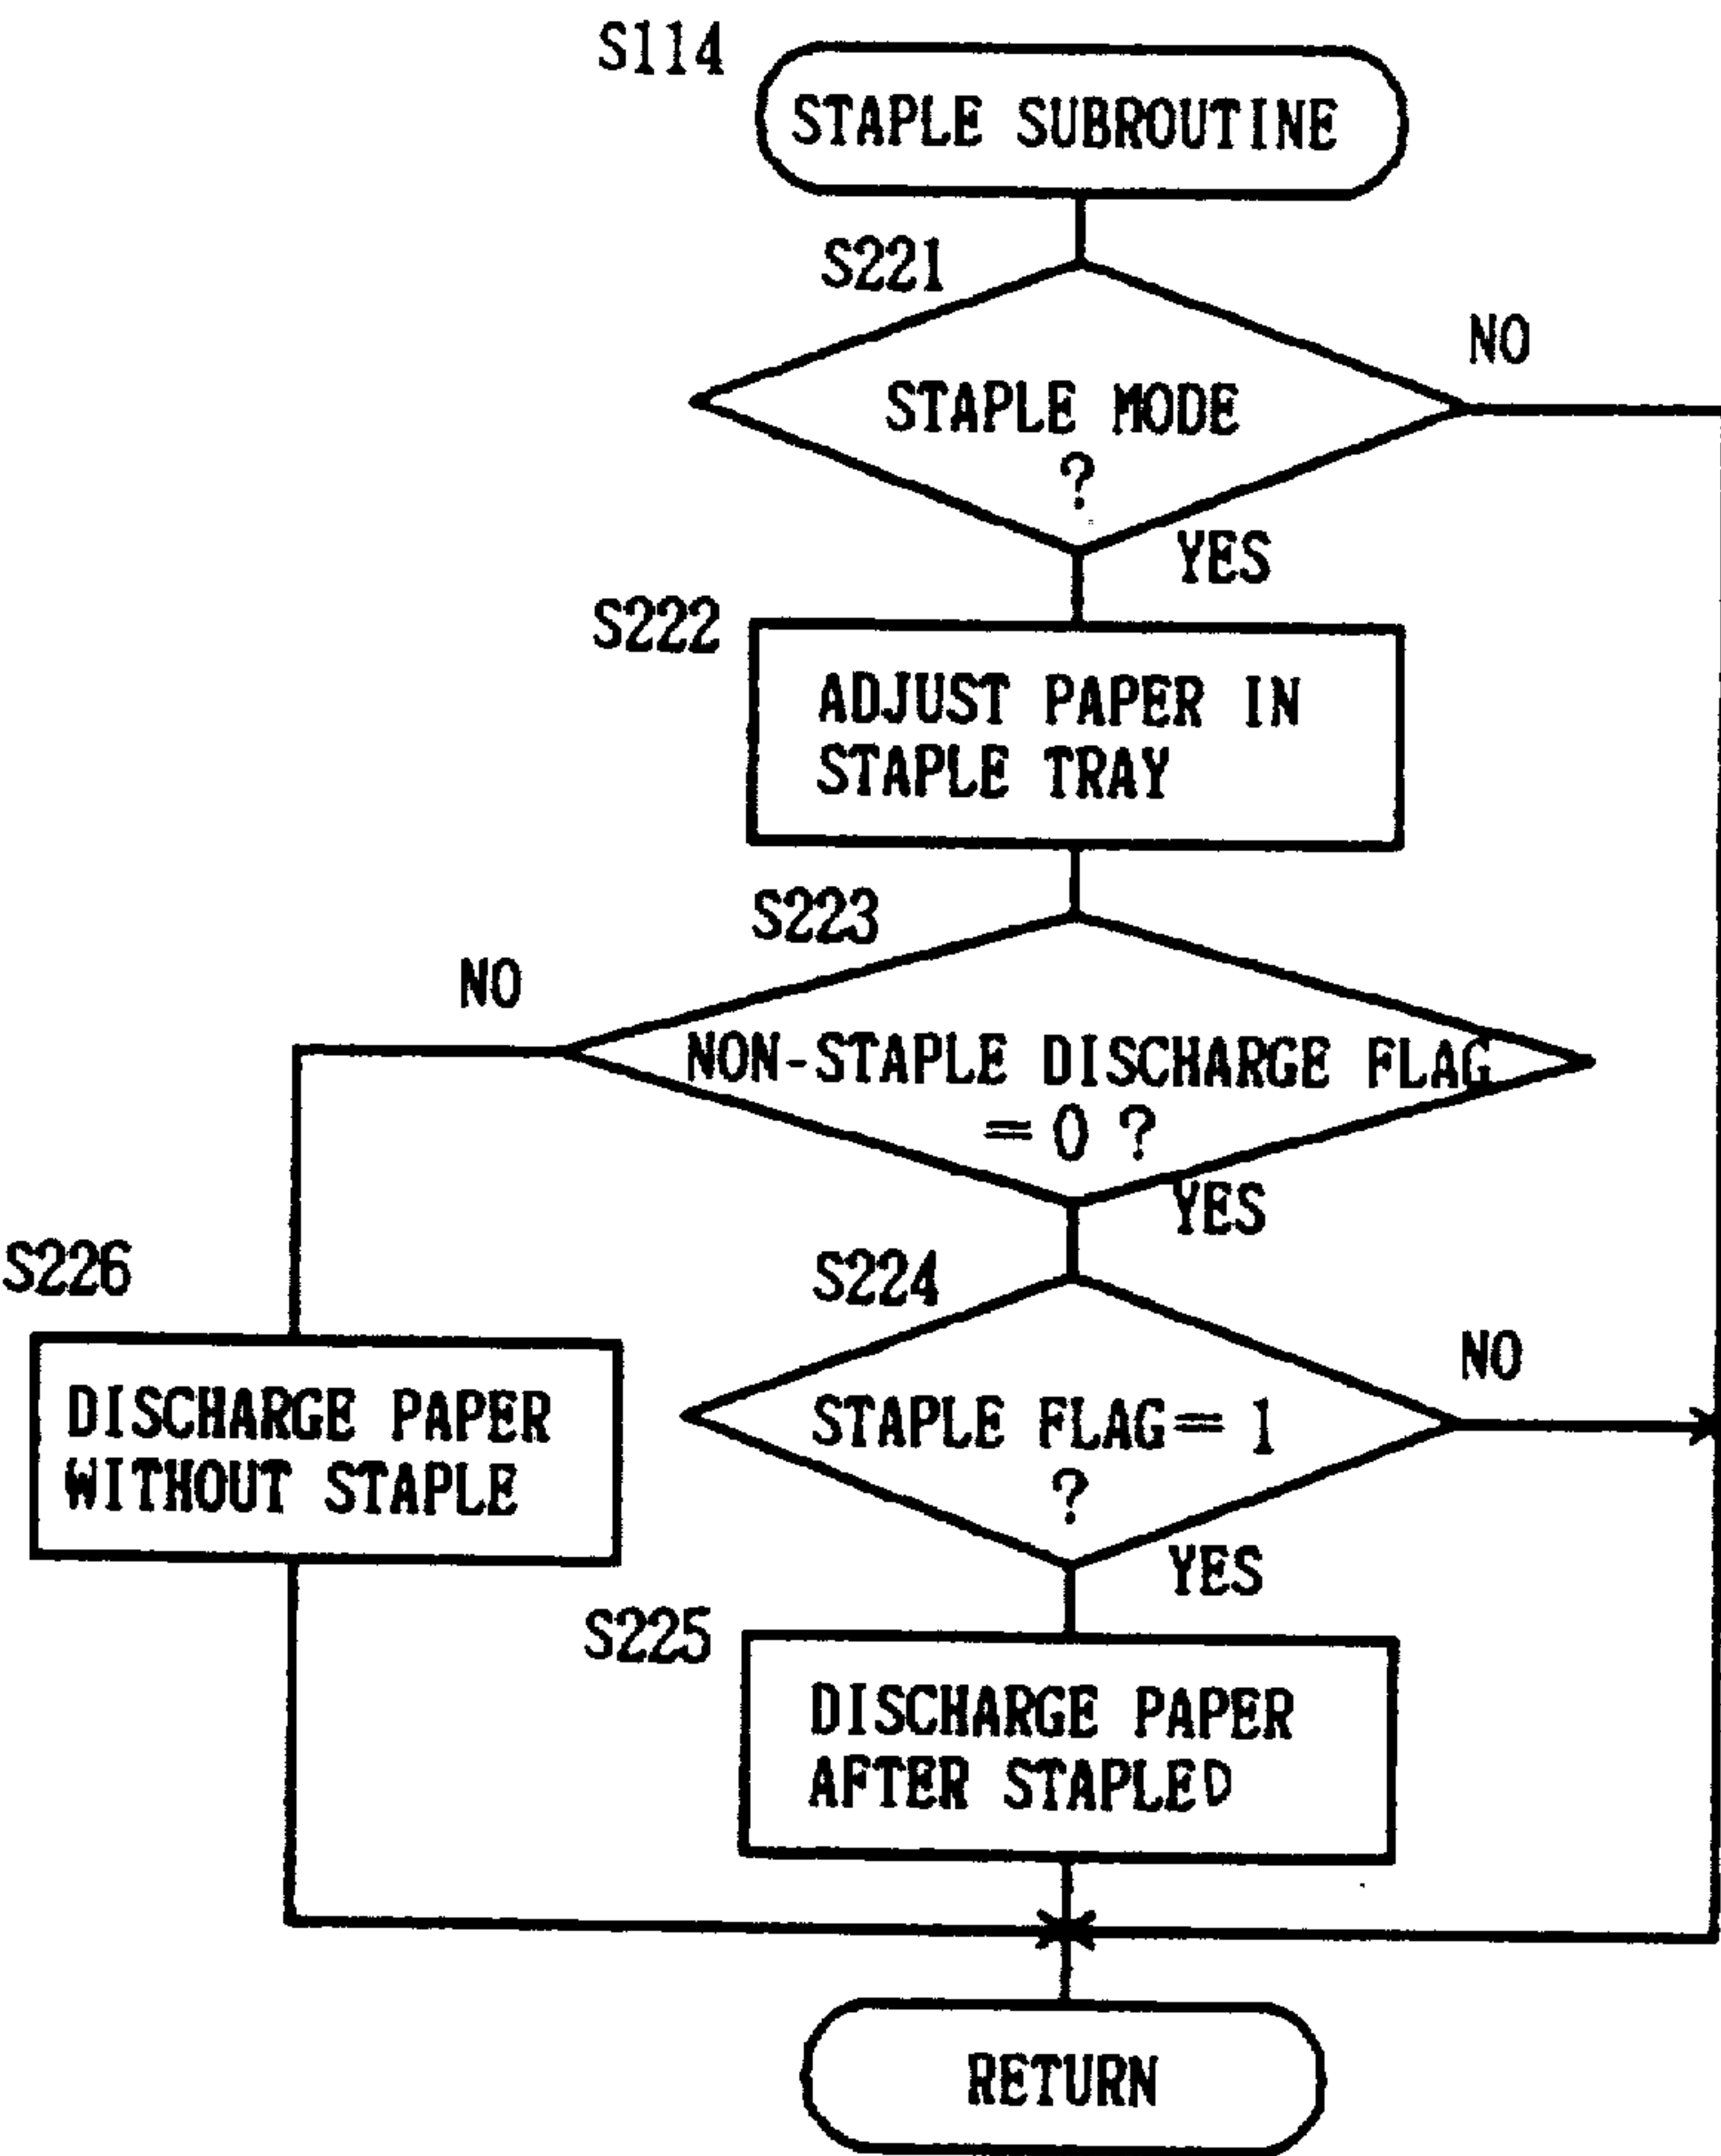 S114
STAPLE SUBROUTINE
S221
NO
STAPLE MODE
?
YES
S222
ADJUST PAPER IN
STAPLE TRAY
S223
NO
NON-STAPLE DISCHARGE FLAG
= 0 ?
YES
S226
S224
NO
DISCHARGE PAPER
WITHOUT STAPLE
STAPLE FLAG = 1
?
YES
S225
DISCHARGE PAPER
AFTER STAPLED
RETURN